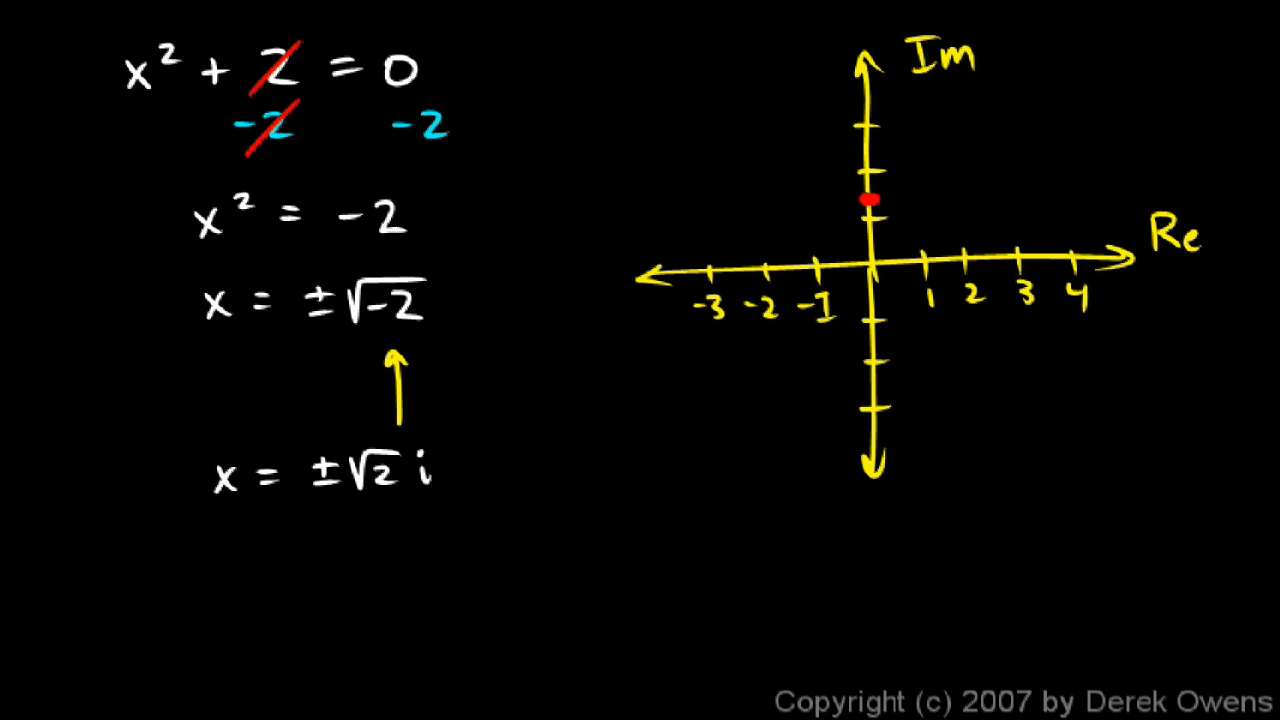 x² + 2 = 0
-2 -2
x² = -2
x = ±√-2
x = ±√2 i
Im
Re
-3 -2 -1 1 2 3 4
Copyright (c) 2007 by Derek Owens